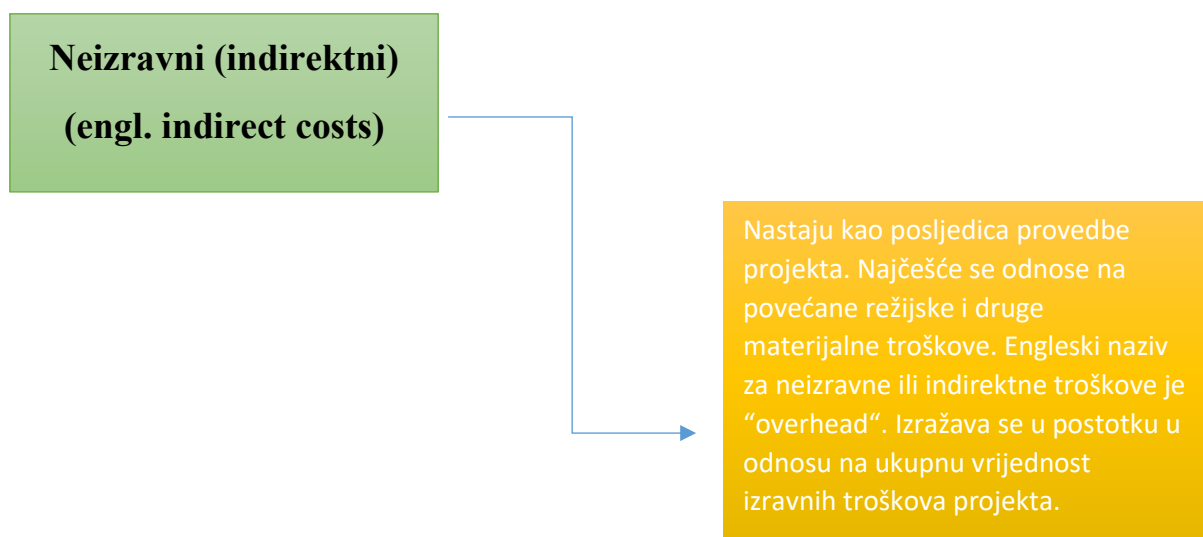 Neizravni (indirektni)
(engl. indirect costs)
Nastaju kao posljedica provedbe
projekta. Najčešće se odnose na
povećane režijske i druge
materijalne troškove. Engleski naziv
za neizravne ili indirektne troškove je
“overhead“. Izražava se u postotku u
odnosu na ukupnu vrijednost
izravnih troškova projekta.